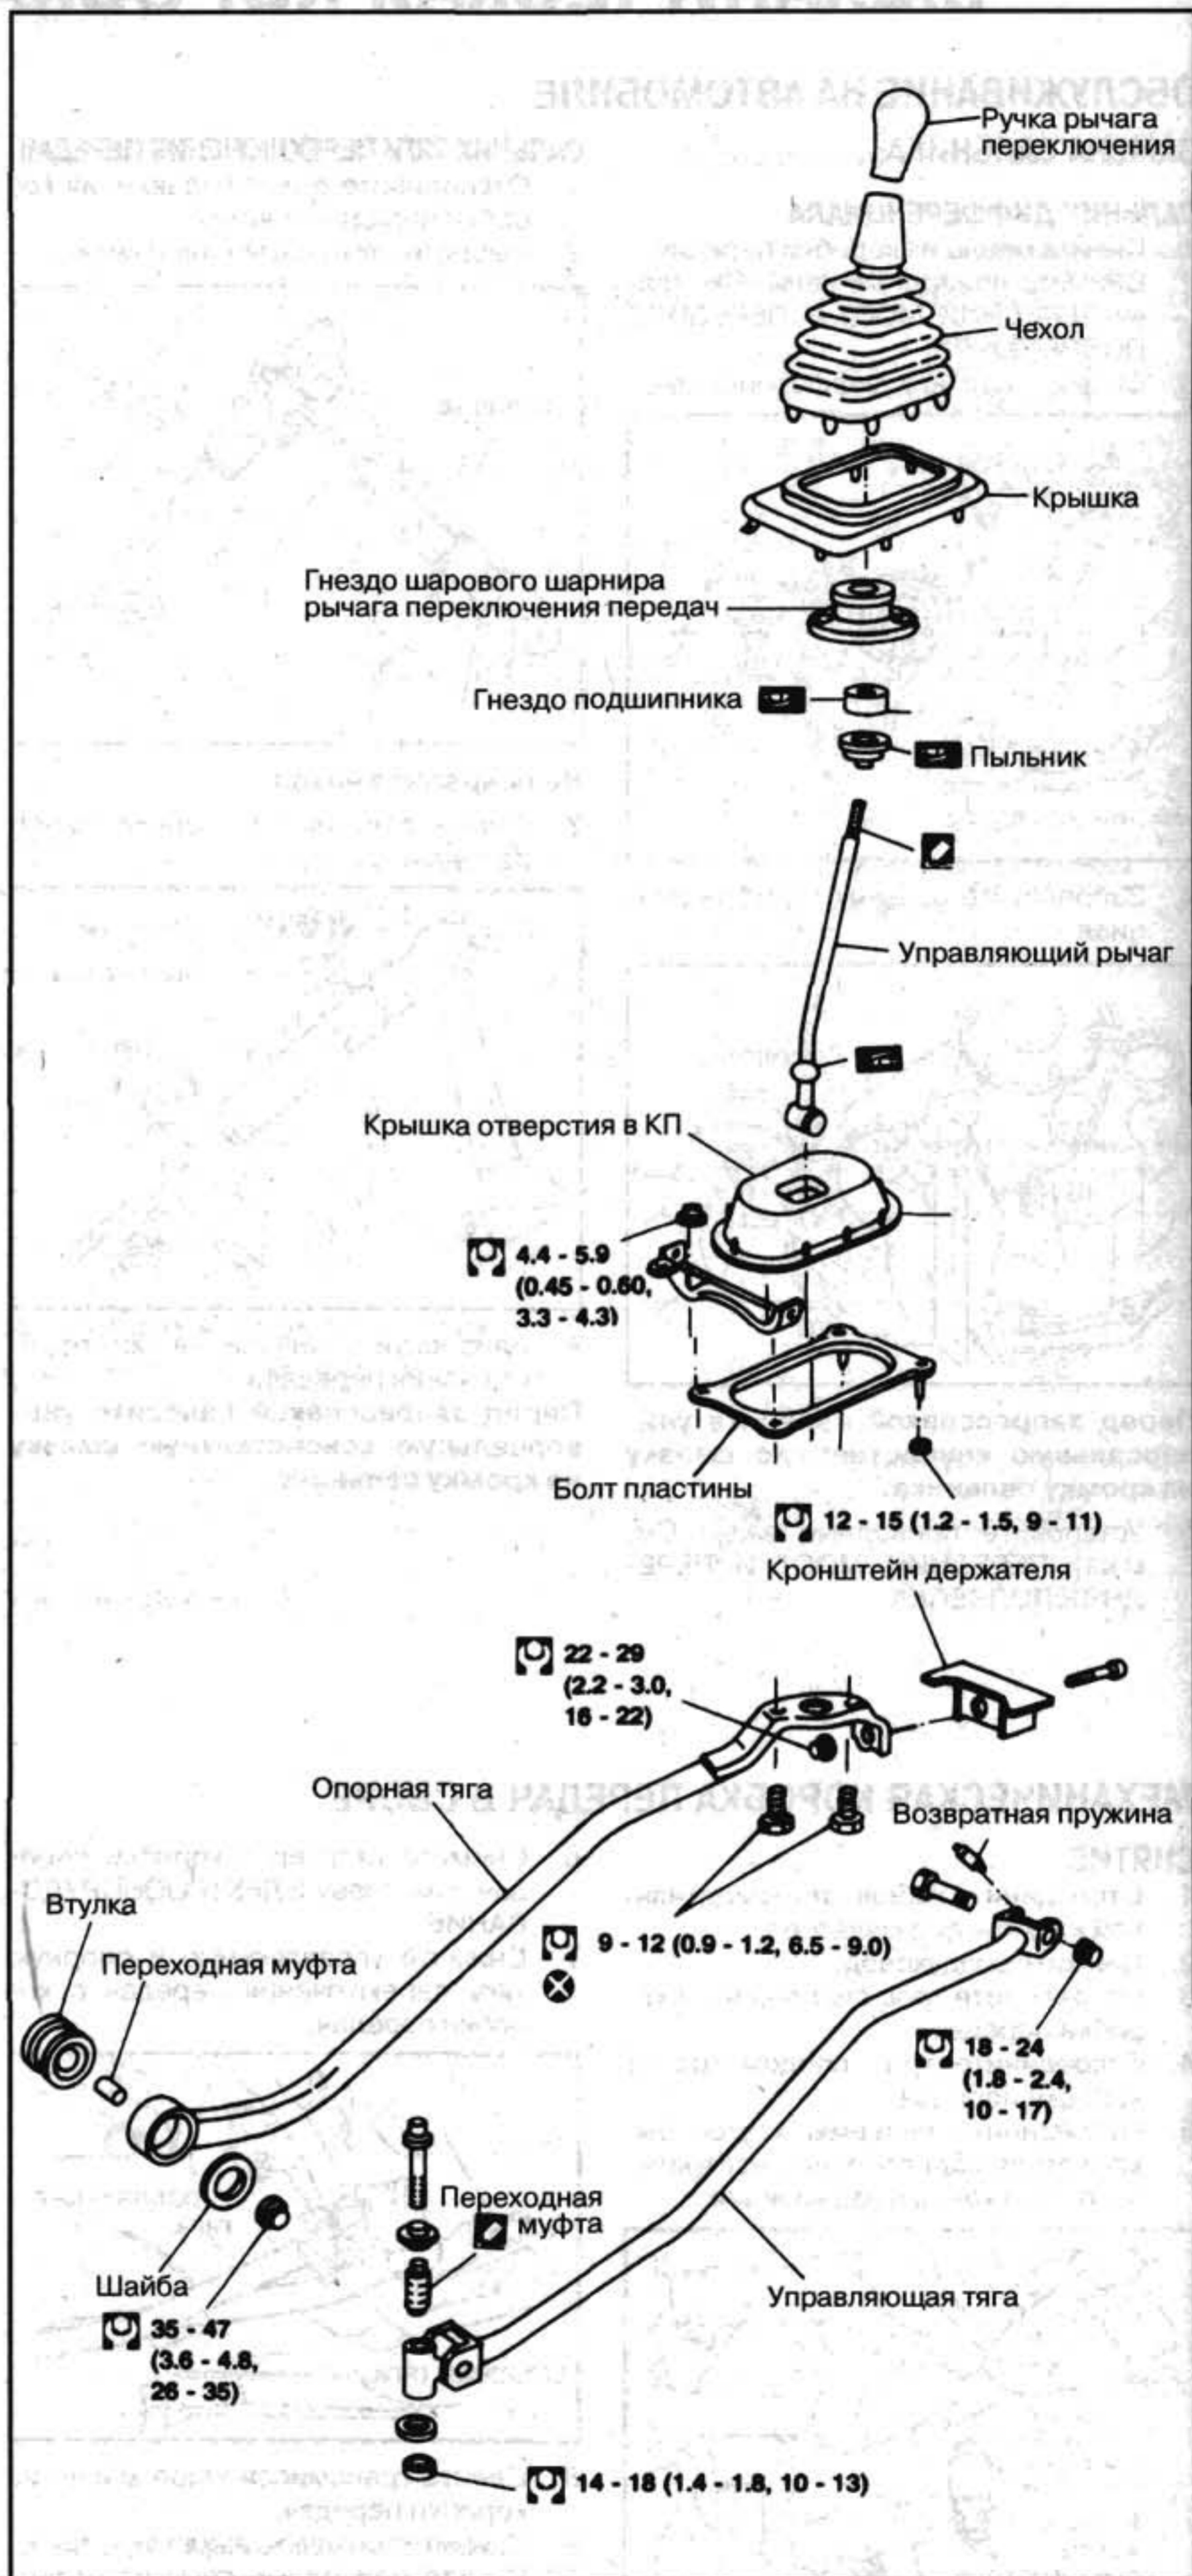 Ручка рычага
переключения
Чехол
Крышка
Гнездо шарового шарнира
рычага переключения передач
Гнездо подшипника
Пыльник
Управляющий рычаг
Крышка отверстия в КП
4.4 - 5.9
(0.45 - 0.60,
3.3 - 4.3)
Болт пластины
12 - 15 (1.2 - 1.5, 9 - 11)
Кронштейн держателя
22 - 29
(2.2 - 3.0,
16 - 22)
Опорная тяга
Возвратная пружина
Втулка
Переходная муфта
9 - 12 (0.9 - 1.2, 6.5 - 9.0)
18 - 24
(1.8 - 2.4,
10 - 17)
Переходная
муфта
Шайба
Управляющая тяга
35 - 47
(3.6 - 4.8,
26 - 35)
14 - 18 (1.4 - 1.8, 10 - 13)